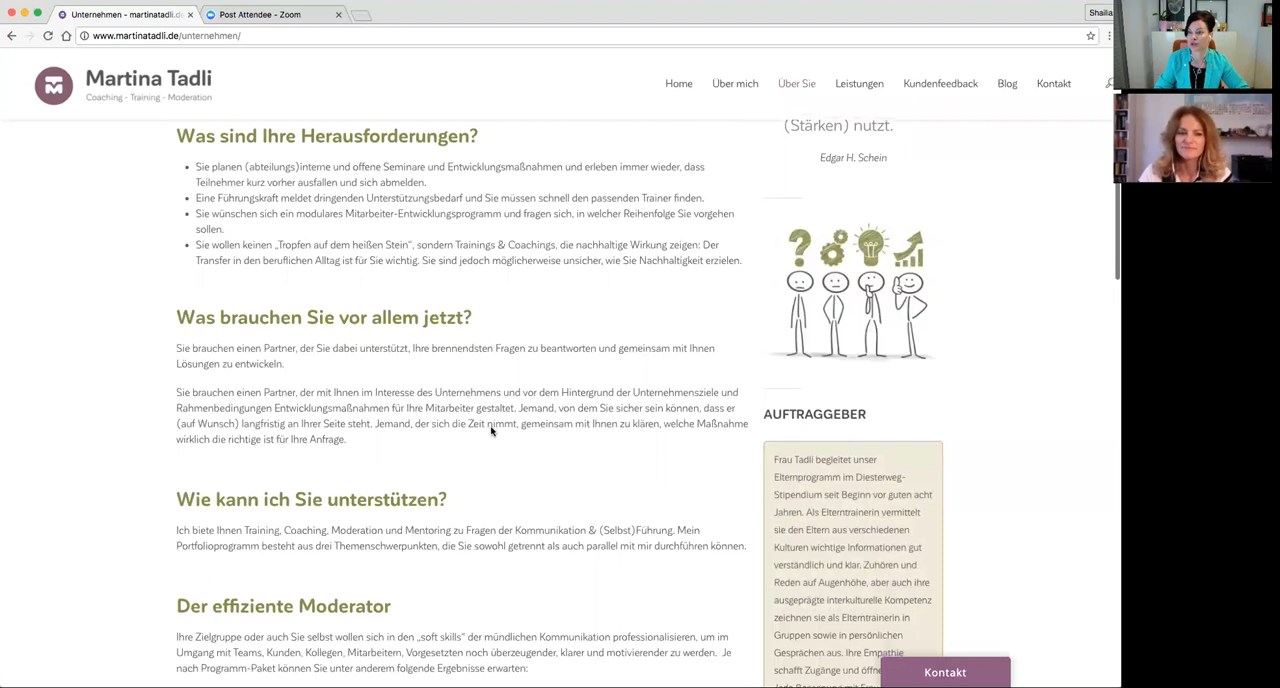 Unternehmen - martinatadli.de
Post Attendee - Zoom
Shailia
www.martinatadli.de/unternehmen/
Martina Tadli
Coaching - Training - Moderation
Home
Über mich
Über Sie
Leistungen
Kundenfeedback
Blog
Kontakt
Was sind Ihre Herausforderungen?
Sie planen (abteilungs)interne und offene Seminare und Entwicklungsmaßnahmen und erleben immer wieder, dass
Teilnehmer kurz vorher ausfallen und sich abmelden.
Eine Führungskraft meldet dringenden Unterstützungsbedarf und Sie müssen schnell den passenden Trainer finden.
Sie wünschen sich ein modulares Mitarbeiter-Entwicklungsprogramm und fragen sich, in welcher Reihenfolge Sie vorgehen
sollen.
Sie wollen keinen „Tropfen auf dem heißen Stein“, sondern Trainings & Coachings, die nachhaltige Wirkung zeigen: Der
Transfer in den beruflichen Alltag ist für Sie wichtig. Sie sind jedoch möglicherweise unsicher, wie Sie Nachhaltigkeit erzielen.
Was brauchen Sie vor allem jetzt?
Sie brauchen einen Partner, der Sie dabei unterstützt, Ihre brennendsten Fragen zu beantworten und gemeinsam mit Ihnen
Lösungen zu entwickeln.
Sie brauchen einen Partner, der mit Ihnen im Interesse des Unternehmens und vor dem Hintergrund der Unternehmensziele und
Rahmenbedingungen Entwicklungsmaßnahmen für Ihre Mitarbeiter gestaltet. Jemand, von dem Sie sicher sein können, dass er
(auf Wunsch) langfristig an Ihrer Seite steht. Jemand, der sich die Zeit nimmt, gemeinsam mit Ihnen zu klären, welche Maßnahme
wirklich die richtige ist für Ihre Anfrage.
Wie kann ich Sie unterstützen?
Ich biete Ihnen Training, Coaching, Moderation und Mentoring zu Fragen der Kommunikation & (Selbst)Führung. Mein
Portfolioprogramm besteht aus drei Themenschwerpunkten, die Sie sowohl getrennt als auch parallel mit mir durchführen können.
Der effiziente Moderator
Ihre Zielgruppe oder auch Sie selbst wollen sich in den „soft skills“ der mündlichen Kommunikation professionalisieren, um im
Umgang mit Teams, Kunden, Kollegen, Mitarbeitern, Vorgesetzten noch überzeugender, klarer und motivierender zu werden. Je
nach Programm-Paket können Sie unter anderem folgende Ergebnisse erwarten:
(Stärken) nutzt.
Edgar H. Schein
?
AUFTRAGGEBER
Frau Tadli begleitet unser
Elternprogramm im Diesterweg-
Stipendium seit Beginn vor guten acht
Jahren. Als Elterntrainerin vermittelt
sie den Eltern aus verschiedenen
Kulturen wichtige Informationen gut
verständlich und klar. Zuhören und
Reden auf Augenhöhe, aber auch ihre
ausgeprägte interkulturelle Kompetenz
zeichnen sie als Elterntrainerin in
Gruppen sowie in persönlichen
Gesprächen aus. Ihre Empathie
schafft Zugänge und
Kontakt